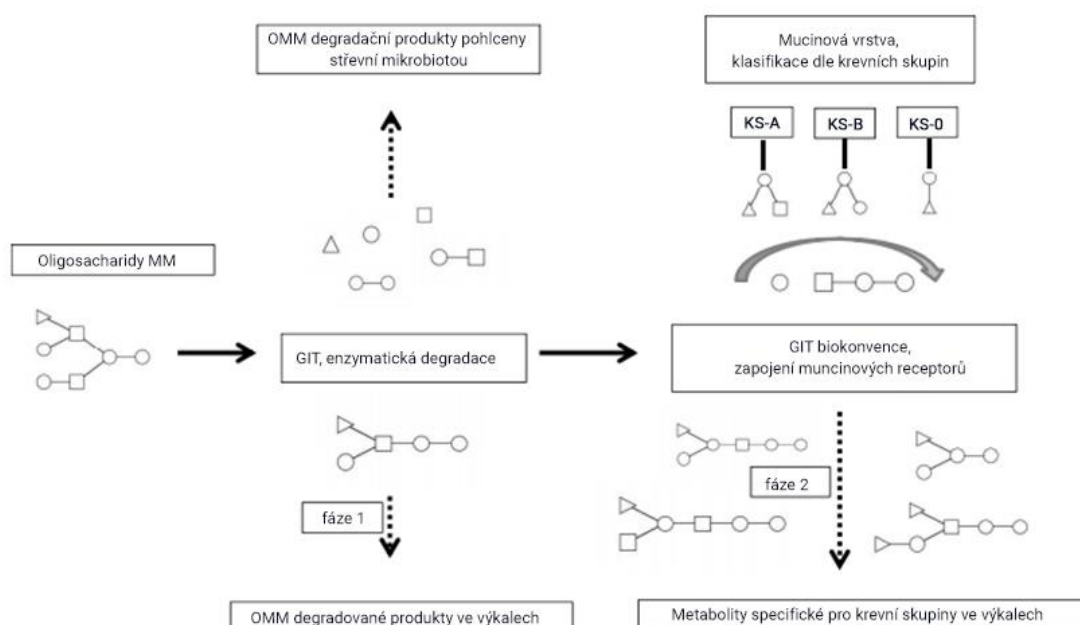 OMM degradační produkty pohlceny
střevní mikrobiotou
Mucinová vrstva,
klasifikace dle krevních skupin
KS-A
KS-B
KS-0
Oligosacharidy MM
GIT, enzymatická degradace
GIT biokonvence,
zapojení muncinových receptorů
fáze 1
fáze 2
OMM degradované produkty ve výkalech
Metabolity specifické pro krevní skupiny ve výkalech